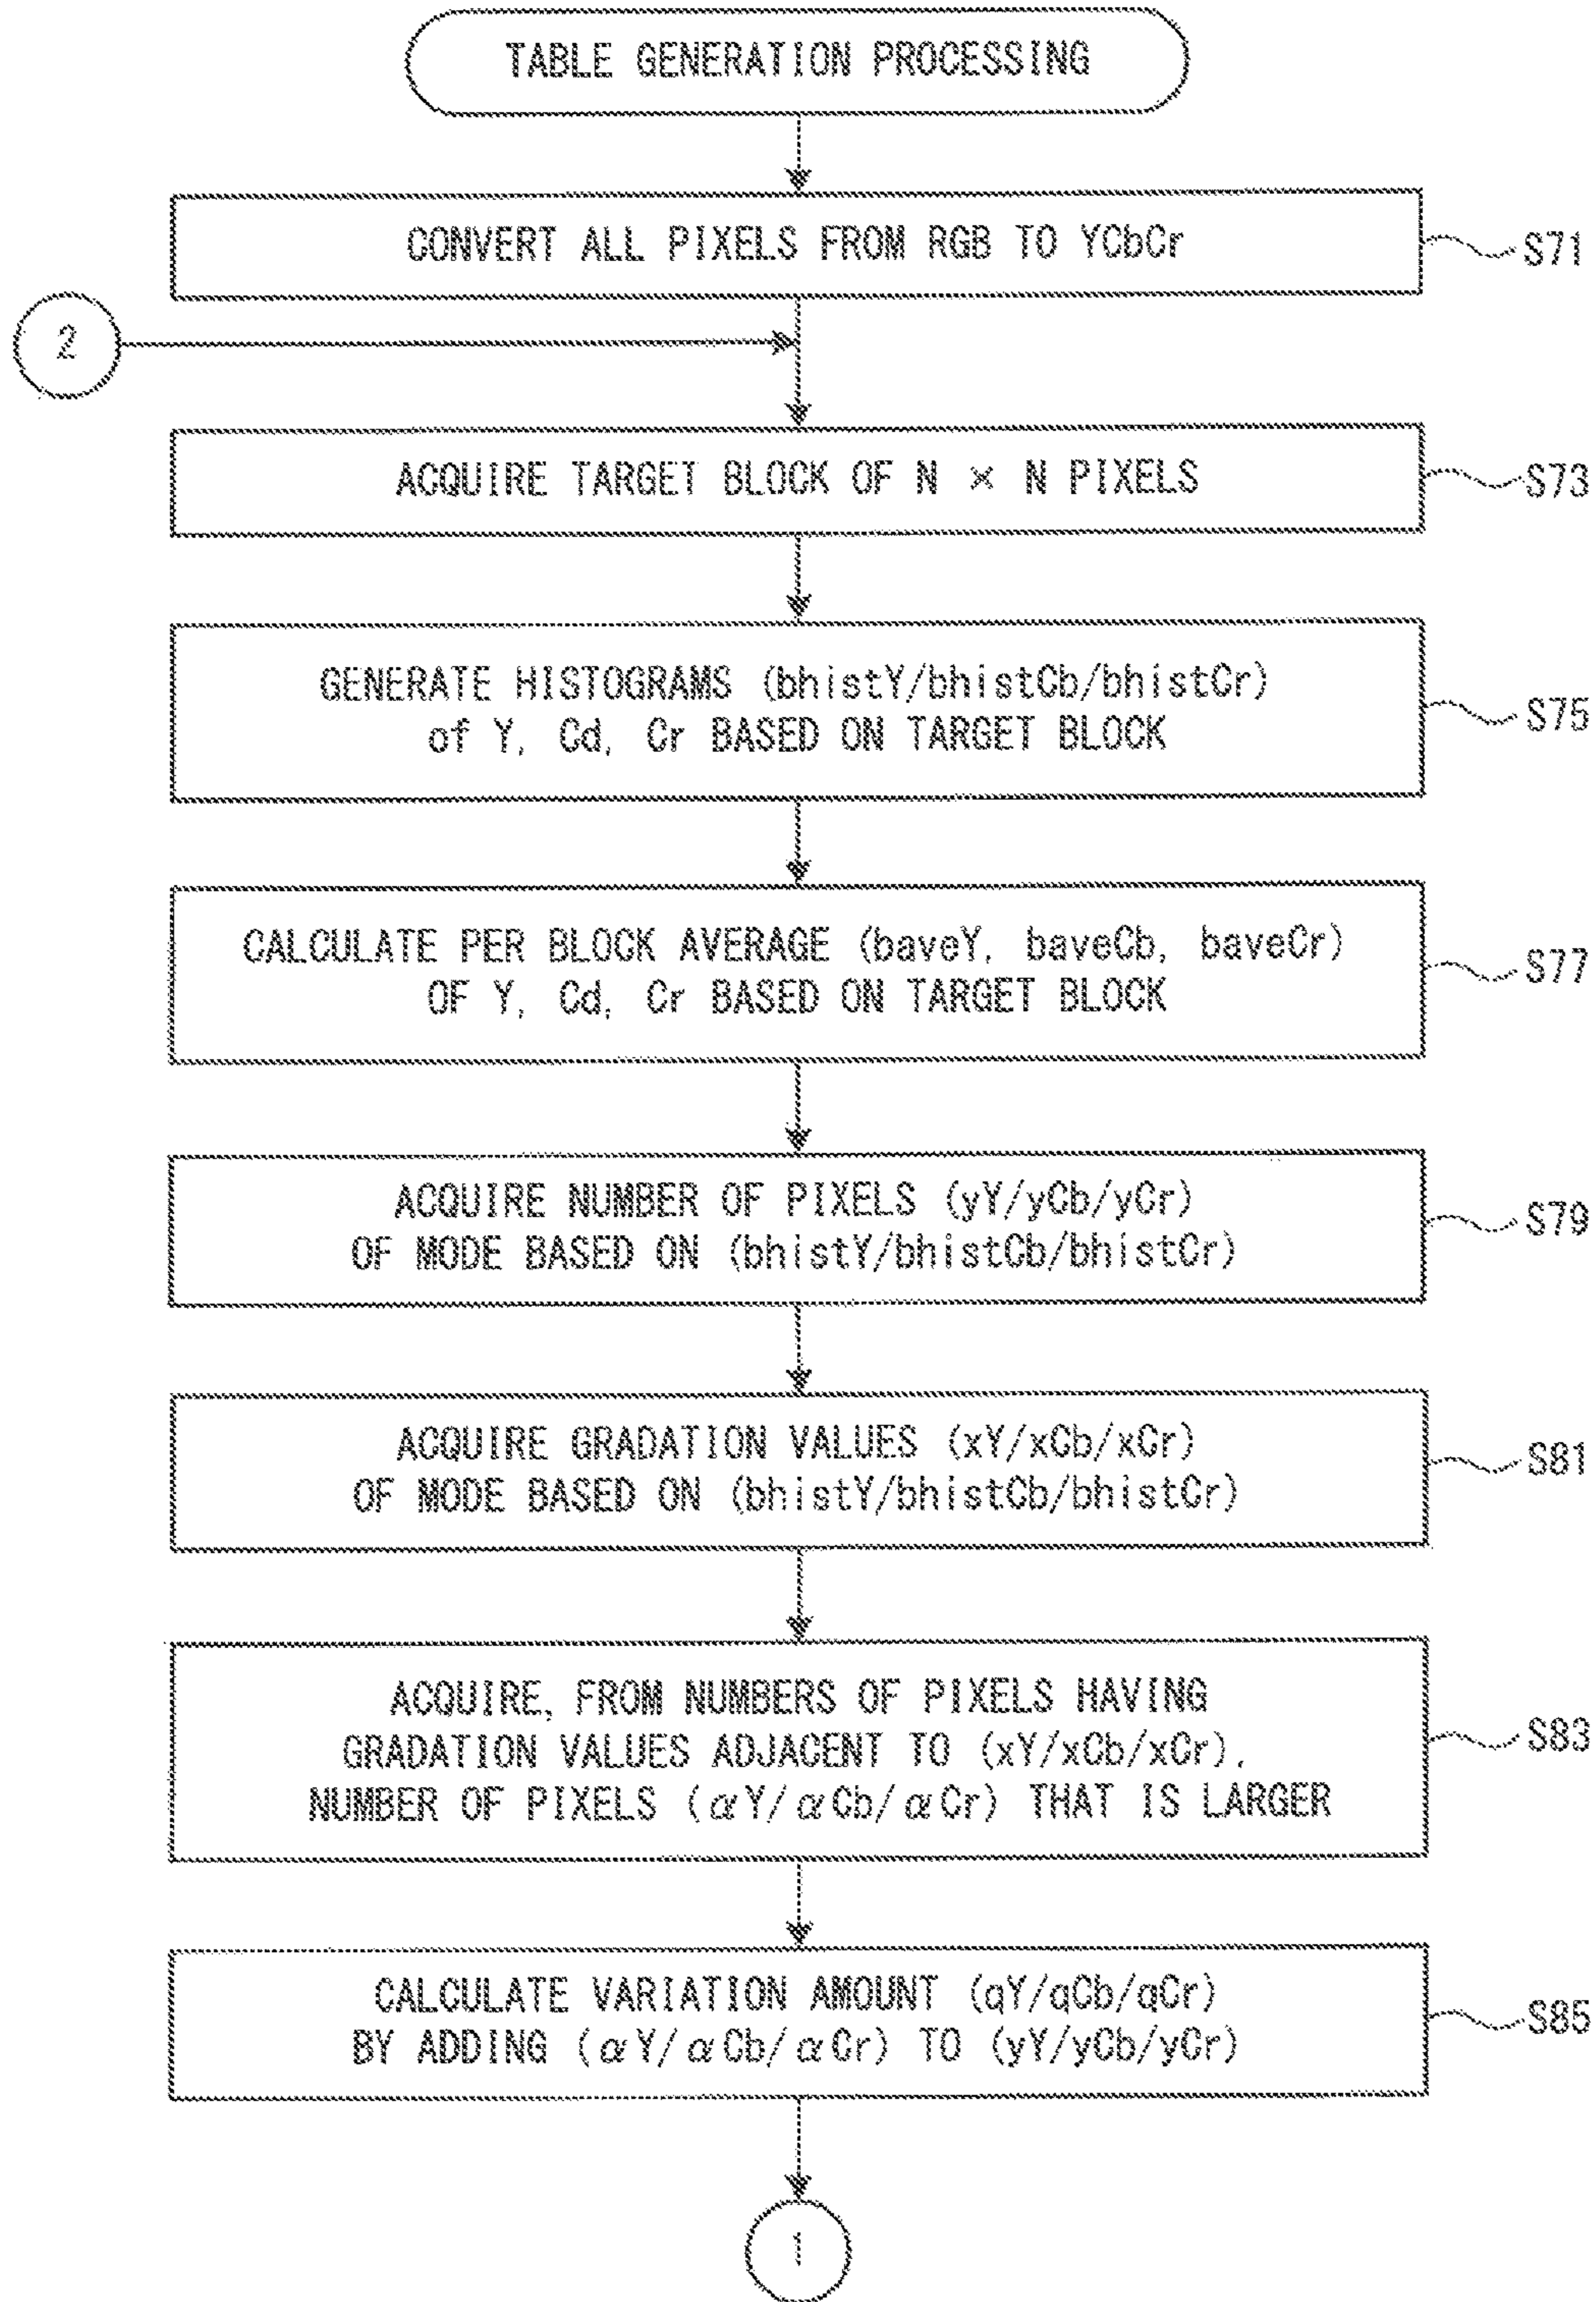 TABLE GENERATION PROCESSING
CONVERT ALL PIXELS FROM RGB TO YCbCr
S71
2
ACQUIRE TARGET BLOCK OF N × N PIXELS
S73
GENERATE HISTOGRAMS (bhistY/bhistCb/bhistCr)
of Y, Cd, Cr BASED ON TARGET BLOCK
S75
CALCULATE PER BLOCK AVERAGE (baveY, baveCb, baveCr)
OF Y, Cd, Cr BASED ON TARGET BLOCK
S77
ACQUIRE NUMBER OF PIXELS (yY/yCb/yCr)
OF MODE BASED ON (bhistY/bhistCb/bhistCr)
S79
ACQUIRE GRADATION VALUES (xY/xCb/xCr)
OF MODE BASED ON (bhistY/bhistCb/bhistCr)
S81
ACQUIRE, FROM NUMBERS OF PIXELS HAVING
GRADATION VALUES ADJACENT TO (xY/xCb/xCr),
NUMBER OF PIXELS (αY/αCb/αCr) THAT IS LARGER
S83
CALCULATE VARIATION AMOUNT (qY/qCb/qCr)
BY ADDING (αY/αCb/αCr) TO (yY/yCb/yCr)
S85
1